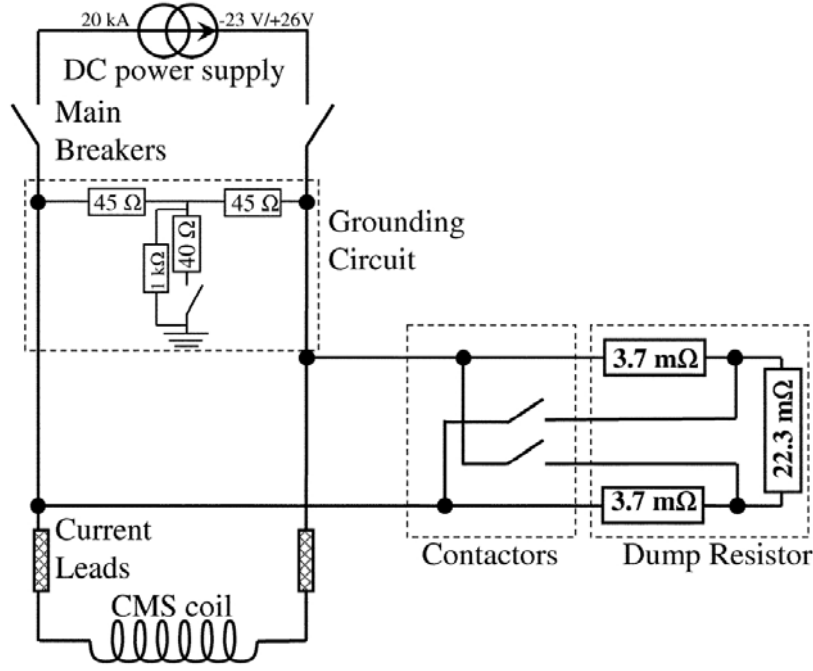 20 kA
-23 V/+26V
DC power supply
Main
Breakers
45 Ω
45 Ω
1 kΩ
40 Ω
Grounding
Circuit
3.7 mΩ
22.3 mΩ
3.7 mΩ
Contactors
Dump Resistor
Current
Leads
CMS coil